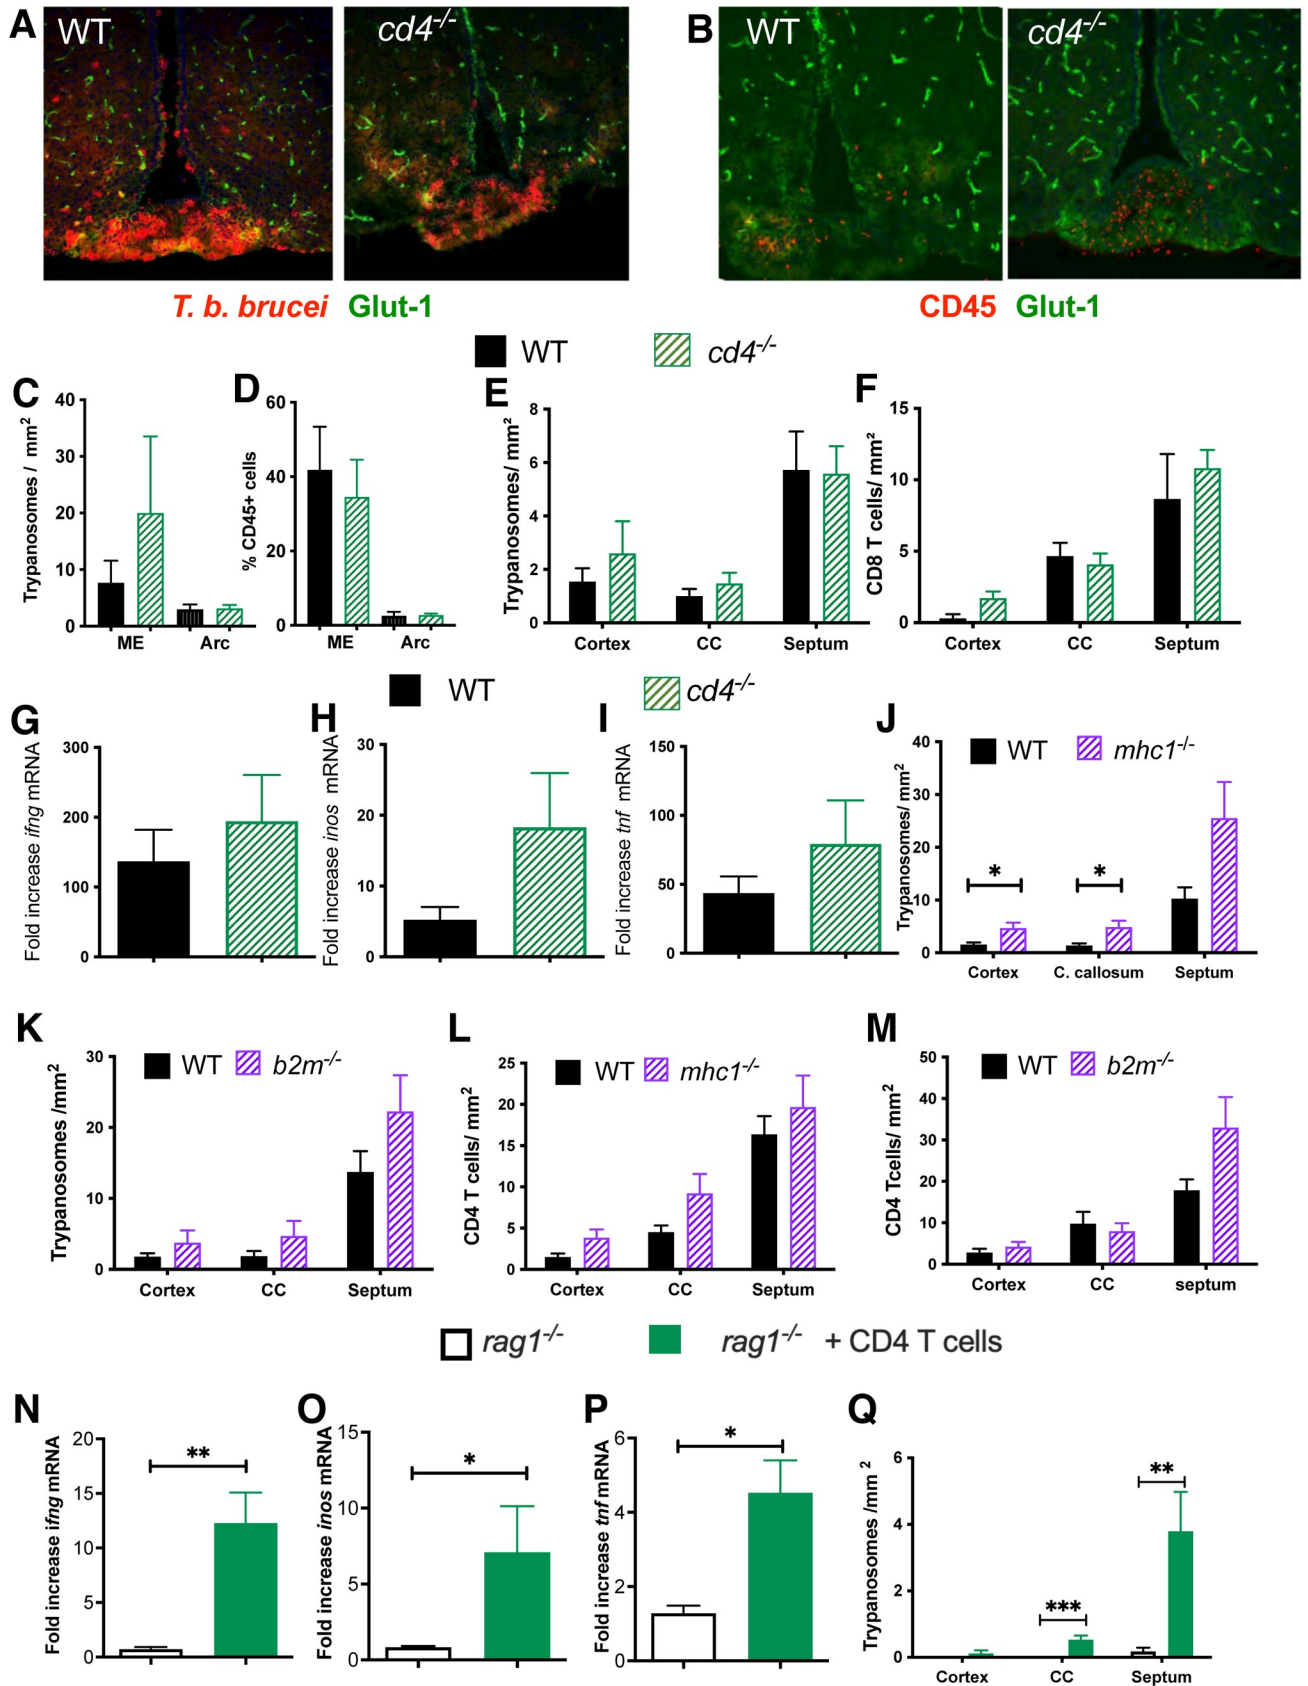 A WT cd4-/- B WT cd4-/-
T. b. brucei Glut-1 CD45 Glut-1
WT cd4-/-
C Trypanosomes / mm2
40
30
20
10
0
ME Arc
D % CD45+ cells
60
40
20
0
ME Arc
E Trypanosomes/ mm²
8
6
4
2
0
Cortex CC Septum
F CD8 T cells/ mm²
15
10
5
0
Cortex CC Septum
WT cd4-/-
G Fold increase ifng mRNA
300
200
100
0
H Fold increase inos mRNA
30
20
10
0
I Fold increase tnf mRNA
150
100
50
0
J Trypanosomes/ mm2
WT mhc1-/-
40
30
20
10
0
* *
Cortex C. callosum Septum
K Trypanosomes /mm2
WT b2m-/-
30
20
10
0
Cortex CC Septum
L CD4 T cells/ mm2
WT mhc1-/-
25
20
15
10
5
0
Cortex CC Septum
M CD4 Tcells/ mm2
WT b2m-/-
50
40
30
20
10
0
Cortex CC septum
rag1-/- rag1-/- + CD4 T cells
N Fold increase ifng mRNA
20
15
10
5
0
**
O Fold increase inos mRNA
15
10
5
0
*
P Fold increase tnf mRNA
6
4
2
0
*
Q Trypanosomes /mm 2
6
4
2
0
*** **
Cortex CC Septum